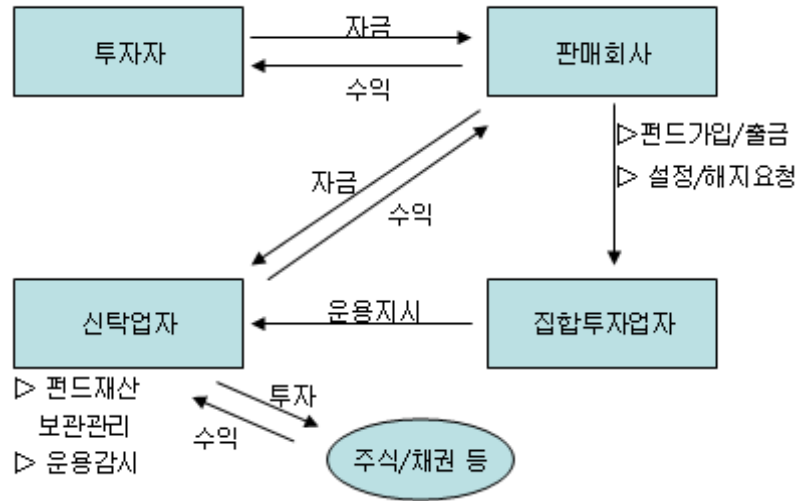 자금
투자자
판매회사
수익
▷펀드가입/출금
▷ 설정/해지요청
자금
수익
신탁업자
운용지시
집합투자업자
▷ 펀드재산
보관관리
▷ 운용감시
투자
수익
주식/채권 등